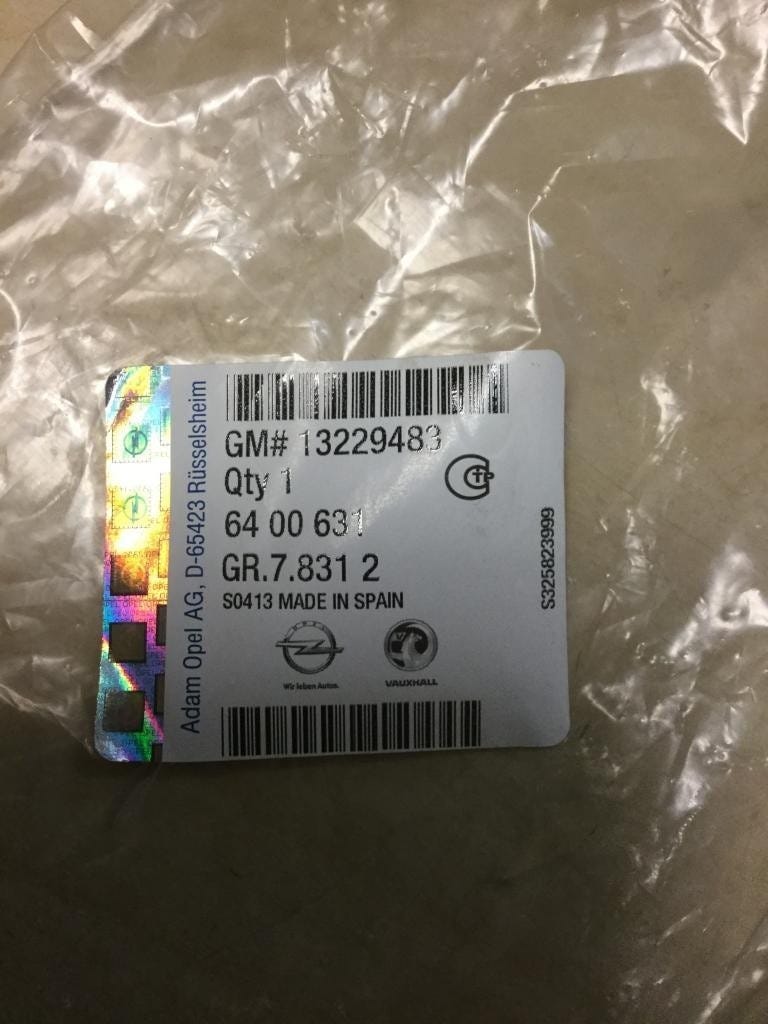 GM# 13229483
Qty 1
64 00 631
GR.7.831 2
S0413 MADE IN SPAIN
OPEL
Wir leben Autos.
VAUXHALL
Adam Opel AG, D-65423 Rüsselsheim
S325823999